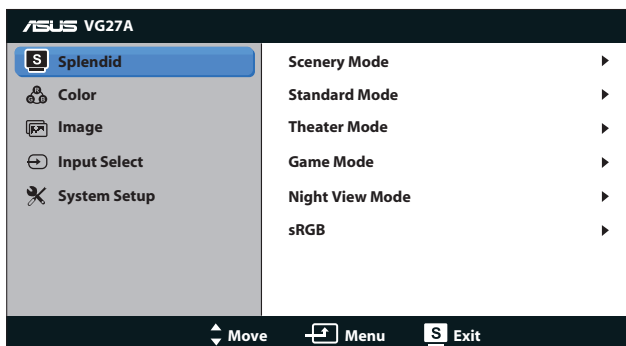 ASUS VG27A
S Splendid
Color
Image
Input Select
System Setup
Scenery Mode
Standard Mode
Theater Mode
Game Mode
Night View Mode
sRGB
Move Menu S Exit